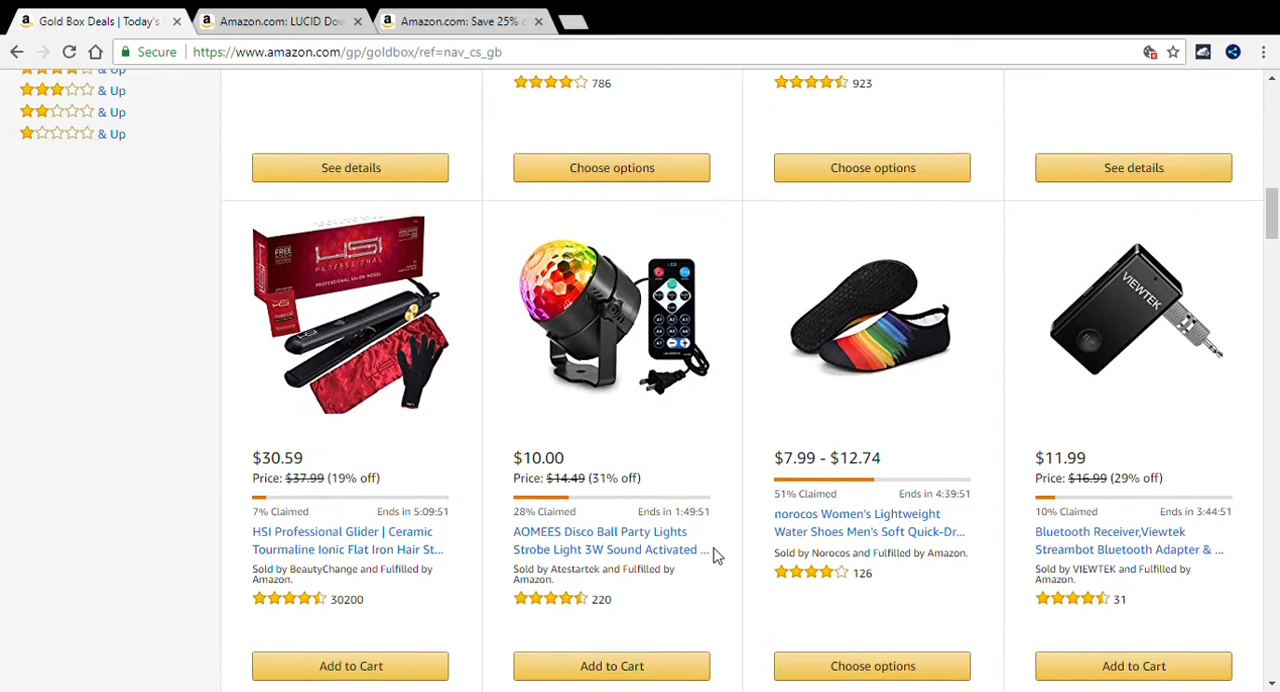 Gold Box Deals | Today's
Amazon.com: LUCID Dow
Amazon.com: Save 25%
Secure
https://www.amazon.com/gp/goldbox/ref=nav_cs_gb
& Up
& Up
& Up
& Up
786
923
See details
Choose options
Choose options
See details
HSI
PROFESSIONAL
VIEWTEK
$30.59
Price: $37.99 (19% off)
7% Claimed
Ends in 5:09:51
HSI Professional Glider | Ceramic
Tourmaline Ionic Flat Iron Hair St...
Sold by BeautyChange and Fulfilled by
Amazon.
30200
Add to Cart
$10.00
Price: $14.49 (31% off)
28% Claimed
Ends in 1:49:51
AOMEES Disco Ball Party Lights
Strobe Light 3W Sound Activated ...
Sold by Atestartek and Fulfilled by
Amazon.
220
Add to Cart
$7.99 - $12.74
51% Claimed
Ends in 4:39:51
norocos Women's Lightweight
Water Shoes Men's Soft Quick-Dr...
Sold by Norocos and Fulfilled by Amazon.
126
Choose options
$11.99
Price: $16.99 (29% off)
10% Claimed
Ends in 3:44:51
Bluetooth Receiver,Viewtek
Streambot Bluetooth Adapter & ...
Sold by VIEWTEK and Fulfilled by
Amazon.
31
Add to Cart